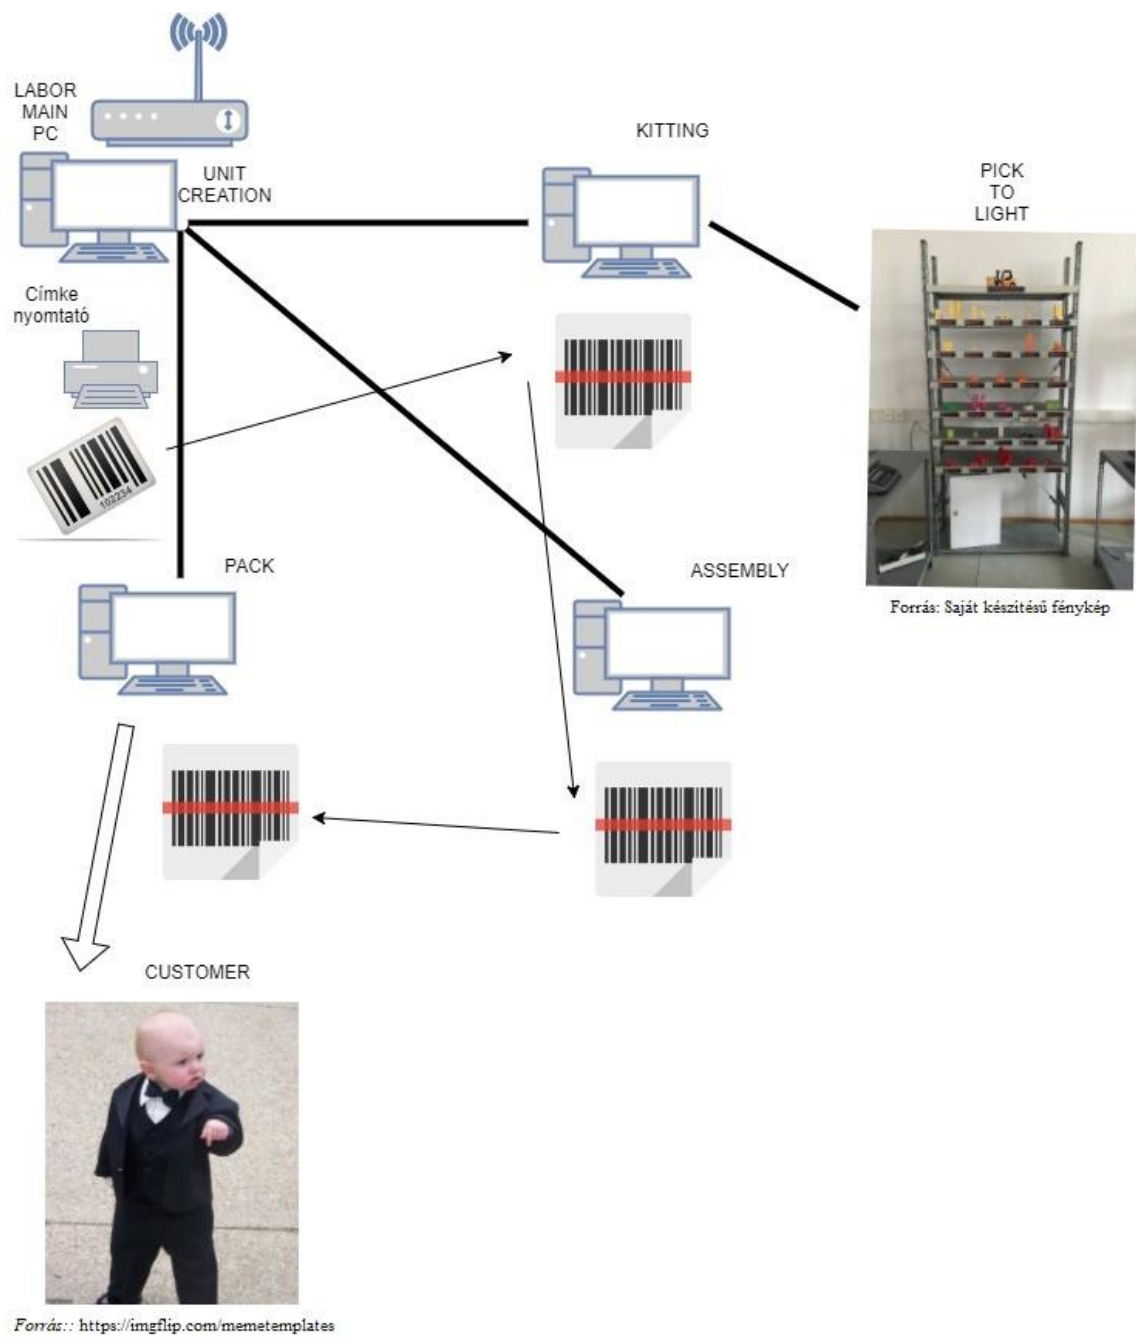 LABOR
MAIN
PC
UNIT
CREATION
KITTING
PICK
TO
LIGHT
Címke
nyomtató
102234
PACK
ASSEMBLY
Forrás: Saját készítésű fénykép
CUSTOMER
Forrás:: https://imgflip.com/memetemplates